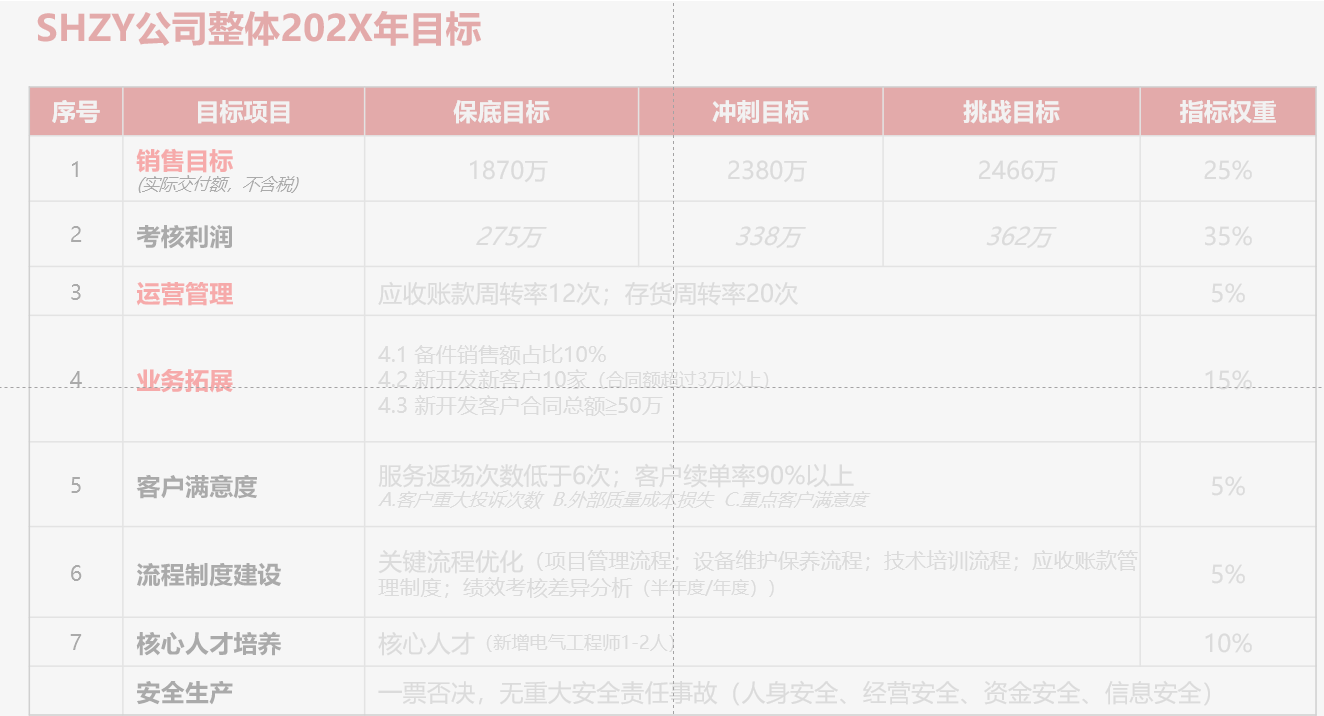 SHZY公司整体202X年目标
序号 目标项目 保底目标 冲刺目标 挑战目标 指标权重
1 销售目标 1870万 2380万 2466万 25%
(实际交付额，不含税)
2 考核利润 275万 338万 362万 35%
3 运营管理 应收账款周转率12次；存货周转率20次 5%
4.1 备件销售额占比10%
4 业务拓展 4.2 新开发新客户10家（合同额超过3万以上） 15%
4.3 新开发客户合同总额≥50万
5 客户满意度 服务返场次数低于6次；客户续单率90%以上 5%
A.客户重大投诉次数 B.外部质量成本损失 C.重点客户满意度
6 流程制度建设 关键流程优化（项目管理流程；设备维护保养流程；技术培训流程；应收账款管 5%
理制度；绩效考核差异分析（半年度/年度））
7 核心人才培养 核心人才（新增电气工程师1-2人） 10%
安全生产 一票否决，无重大安全责任事故（人身安全、经营安全、资金安全、信息安全）